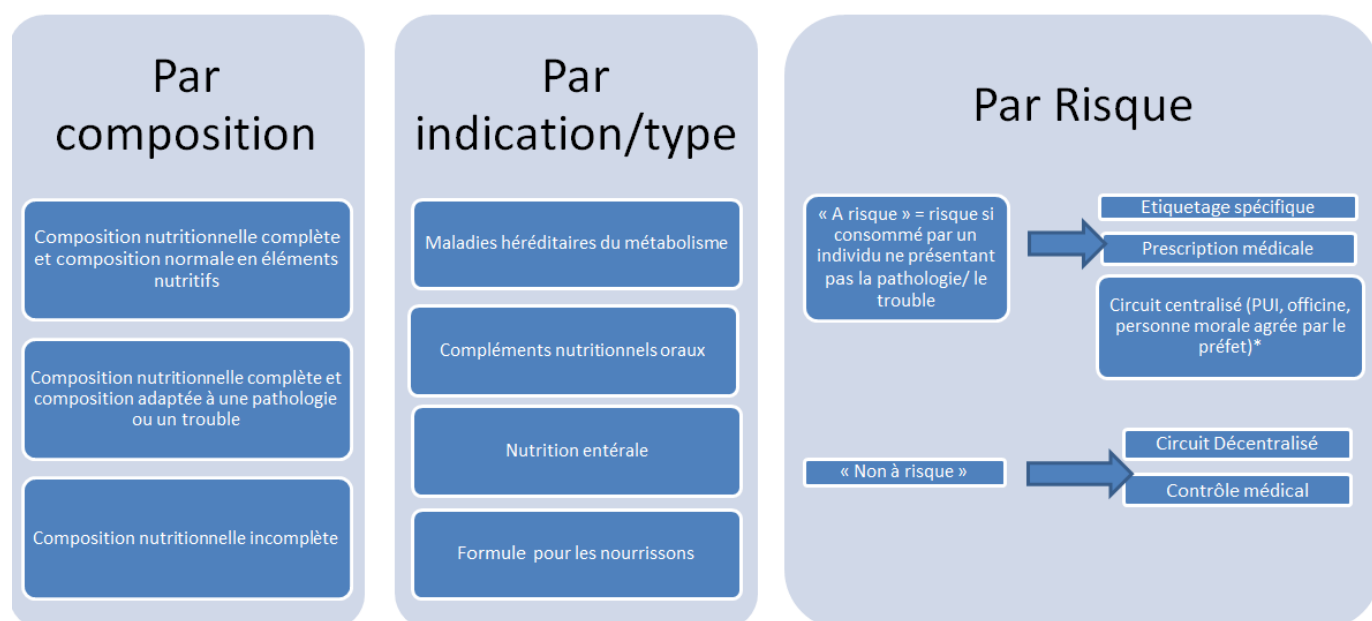 Par
composition
Composition nutritionnelle complète
et composition normale en éléments
nutritifs
Composition nutritionnelle complète et
composition adaptée à une pathologie
ou un trouble
Composition nutritionnelle incomplète
Par
indication/type
Maladies héréditaires du métabolisme
Compléments nutritionnels oraux
Nutrition entérale
Formule pour les nourrissons
Par Risque
« A risque » = risque si
consommé par un
individu ne présentant
pas la pathologie/ le
trouble
Etiquetage spécifique
Prescription médicale
Circuit centralisé (PUI, officine,
personne morale agrée par le
préfet)*
« Non à risque »
Circuit Décentralisé
Contrôle médical